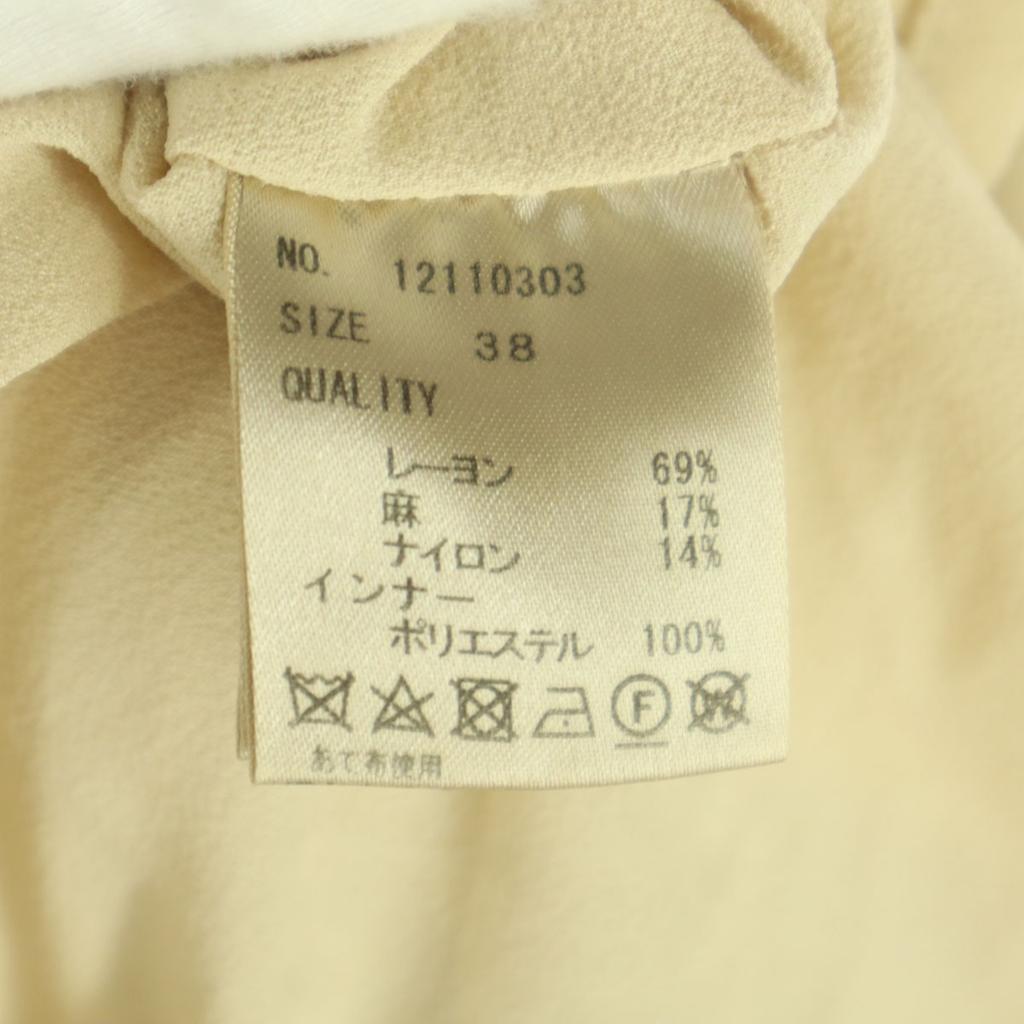 NO. 12110303
SIZE 38
QUALITY
レーヨン 69%
麻 17%
ナイロン 14%
インナー
ポリエステル 100%
F W
あて布使用